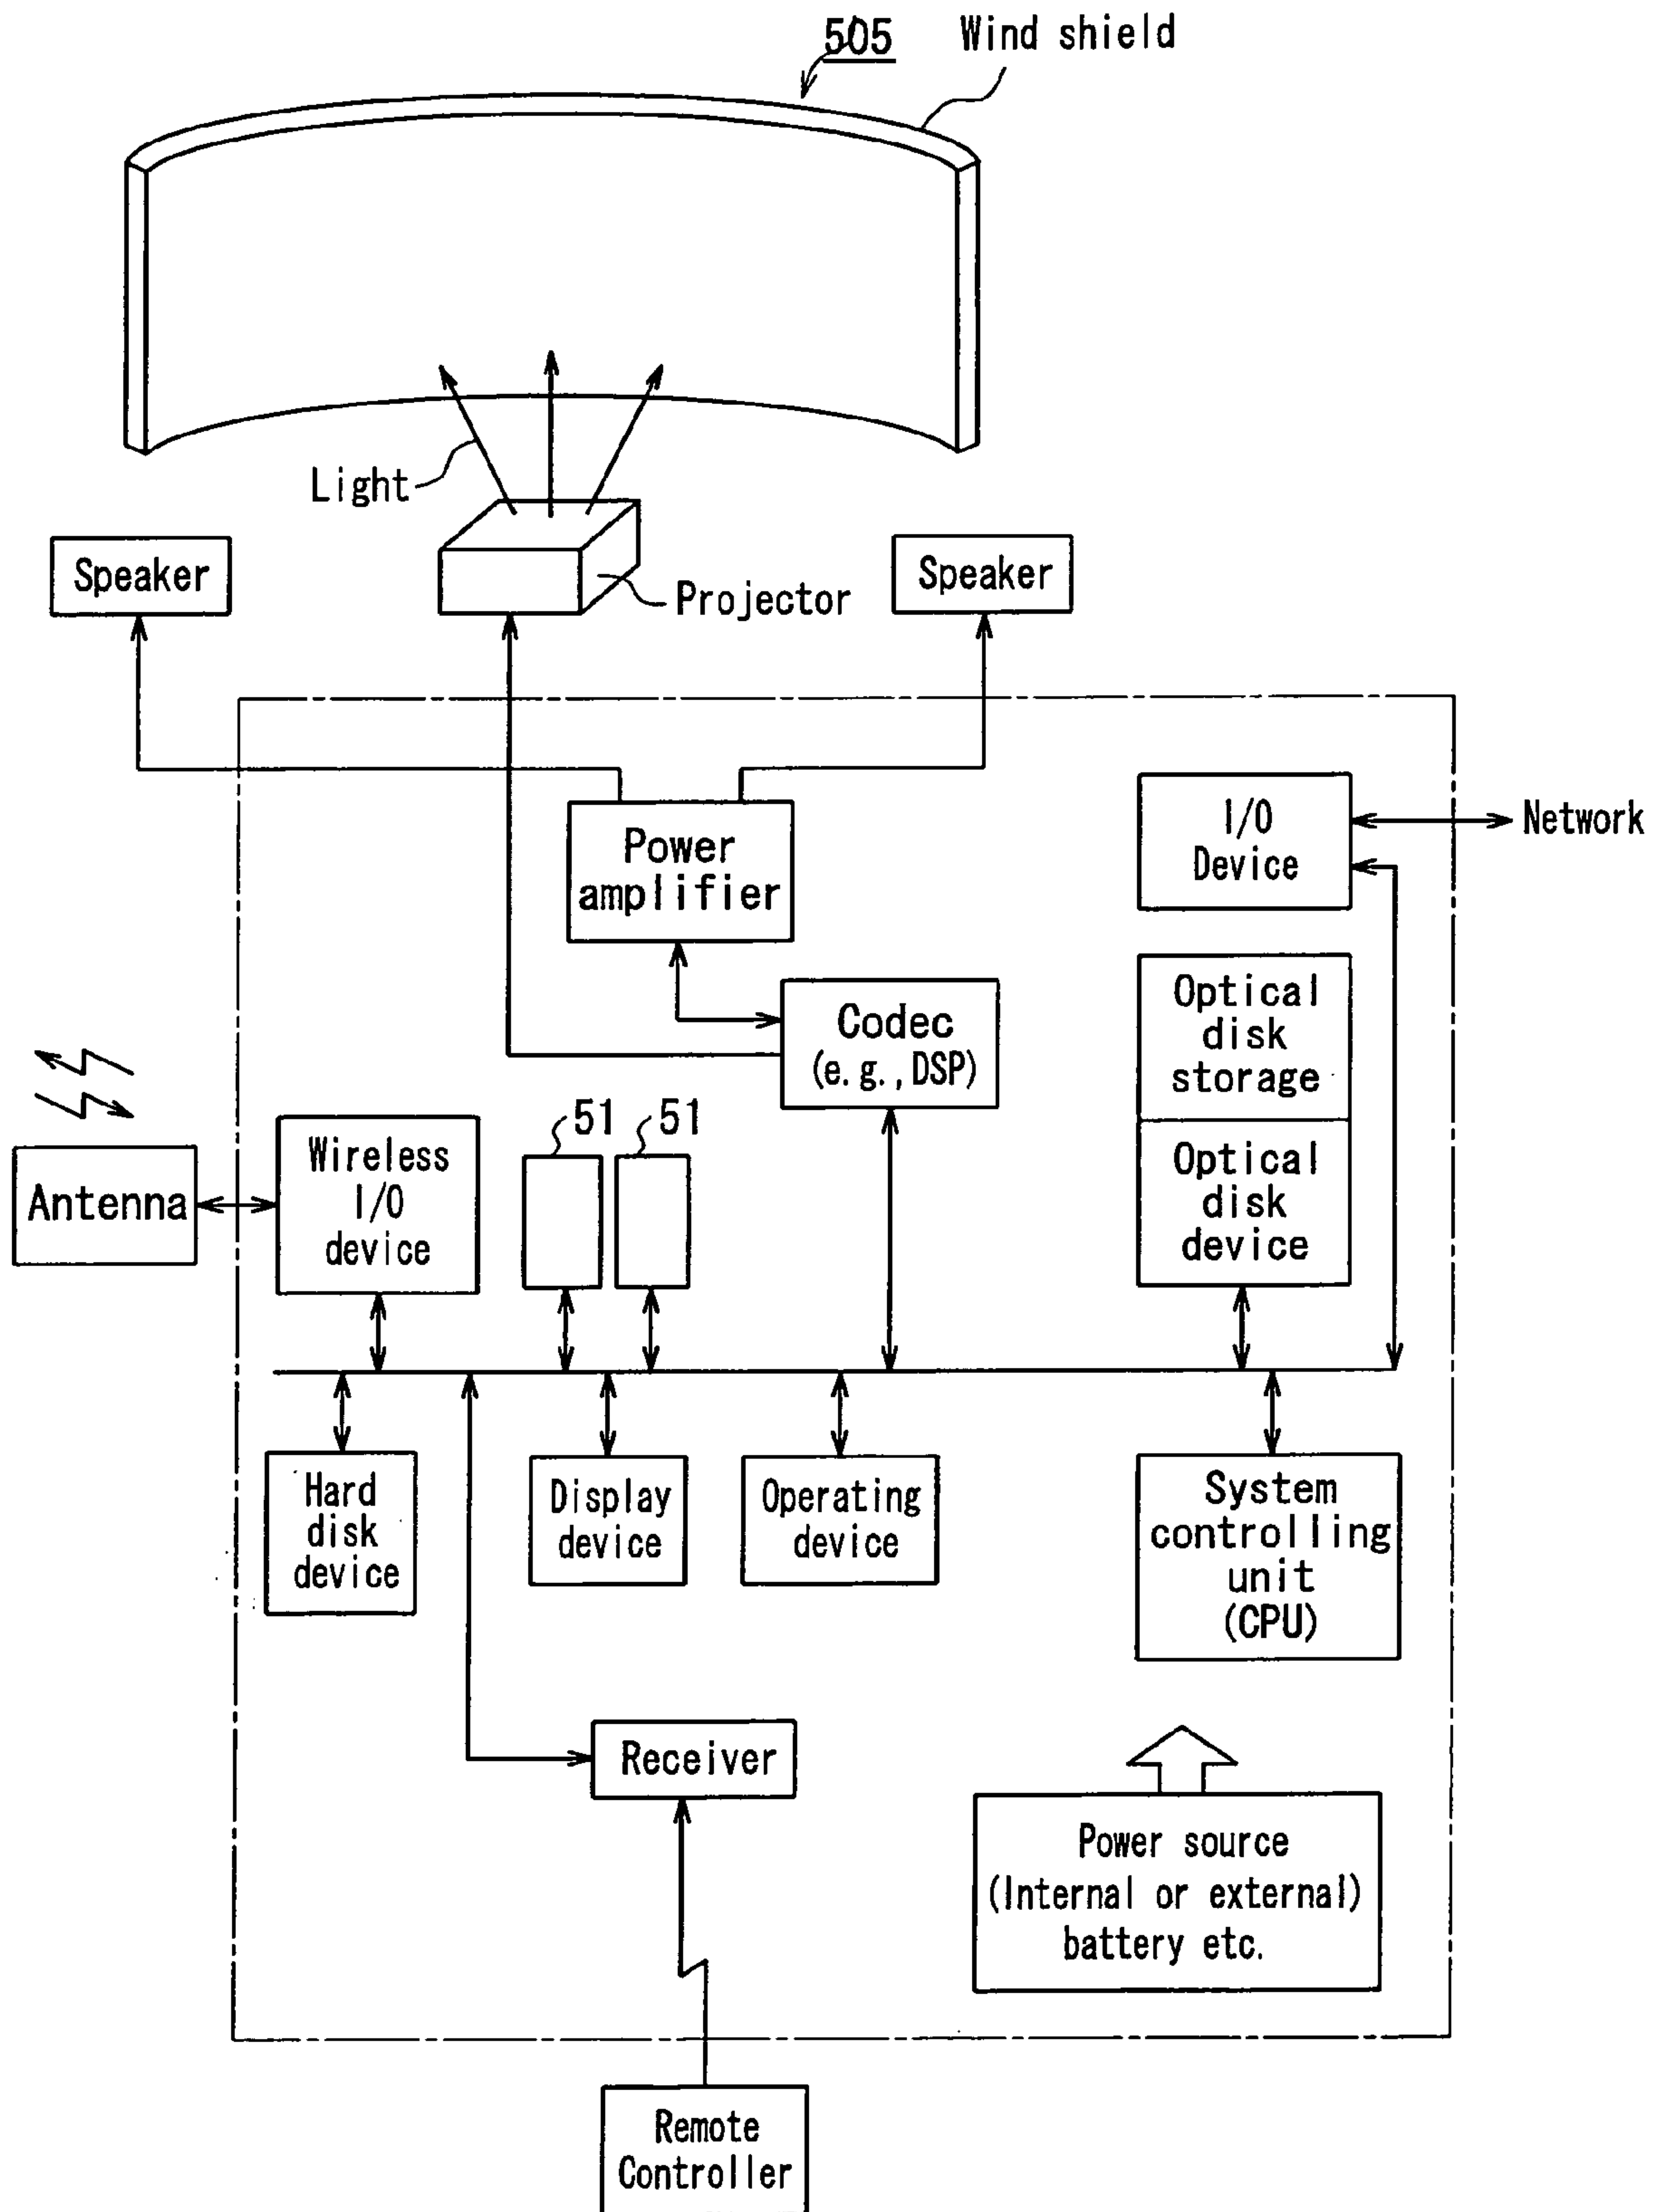 505
Wind shield
Light
Speaker
Projector
Speaker
Power
amplifier
I/O
Device
Network
Codec
(e.g.,DSP)
Optical
disk
storage
51
51
Antenna
Wireless
I/O
device
Optical
disk
device
Hard
disk
device
Display
device
Operating
device
System
controlling
unit
(CPU)
Receiver
Power source
(Internal or external)
battery etc.
Remote
Controller